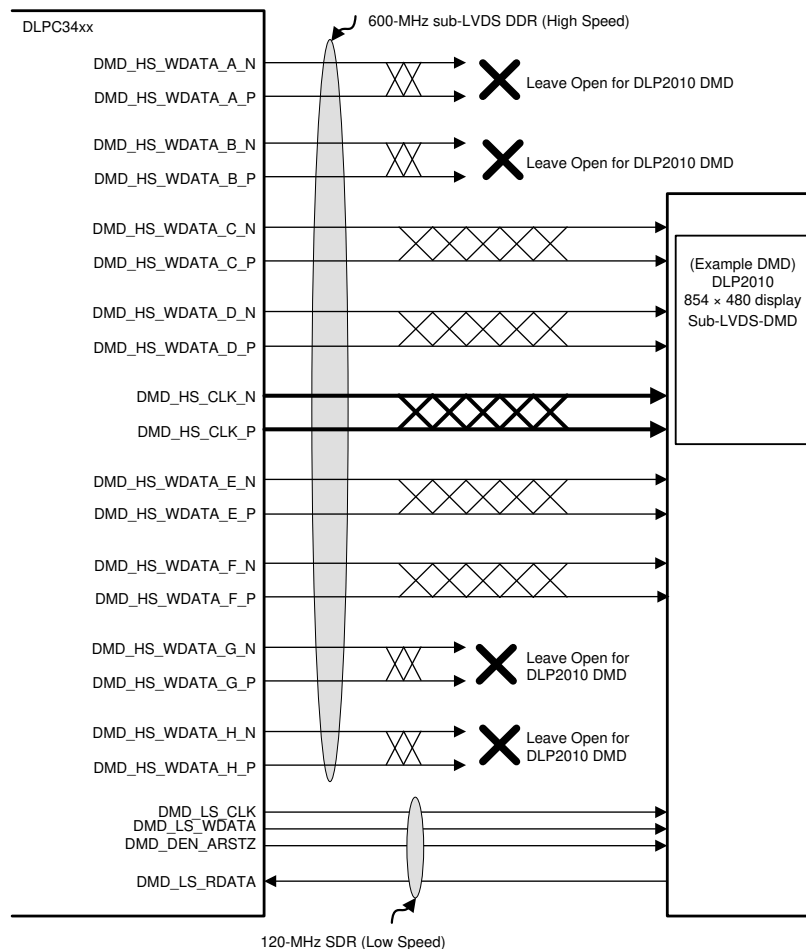 600-MHz sub-LVDS DDR (High Speed)
DLPC34xx
DMD_HS_WDATA_A_N
DMD_HS_WDATA_A_P
Leave Open for DLP2010 DMD
DMD_HS_WDATA_B_N
DMD_HS_WDATA_B_P
Leave Open for DLP2010 DMD
DMD_HS_WDATA_C_N
DMD_HS_WDATA_C_P
(Example DMD)
DLP2010
854 × 480 display
Sub-LVDS-DMD
DMD_HS_WDATA_D_N
DMD_HS_WDATA_D_P
DMD_HS_CLK_N
DMD_HS_CLK_P
DMD_HS_WDATA_E_N
DMD_HS_WDATA_E_P
DMD_HS_WDATA_F_N
DMD_HS_WDATA_F_P
DMD_HS_WDATA_G_N
DMD_HS_WDATA_G_P
Leave Open for
DLP2010 DMD
DMD_HS_WDATA_H_N
DMD_HS_WDATA_H_P
Leave Open for
DLP2010 DMD
DMD_LS_CLK
DMD_LS_WDATA
DMD_DEN_ARSTZ
DMD_LS_RDATA
120-MHz SDR (Low Speed)